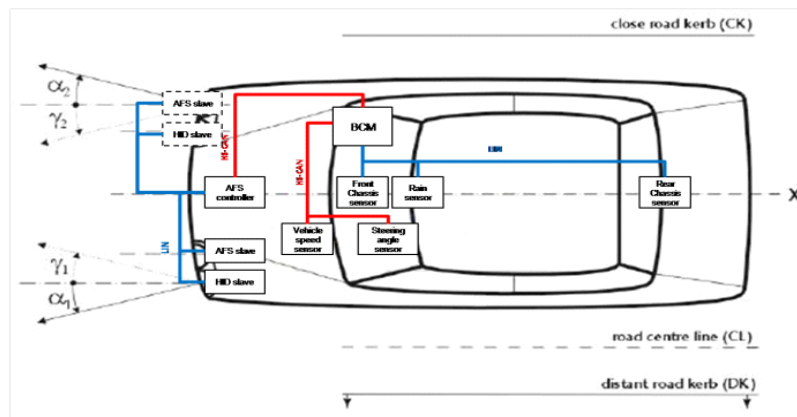 close road kerb (CK)
α2
γ2
AFS slave
HID slave
HS-CAN
BCM
LIN
HS-CAN
AFS
controller
Front
Chassis
sensor
Rain
sensor
Rear
Chassis
sensor
X
Vehicle
speed
sensor
Steering
angle
sensor
LIN
AFS slave
HID slave
γ1
α1
road centre line (CL)
distant road kerb (DK)